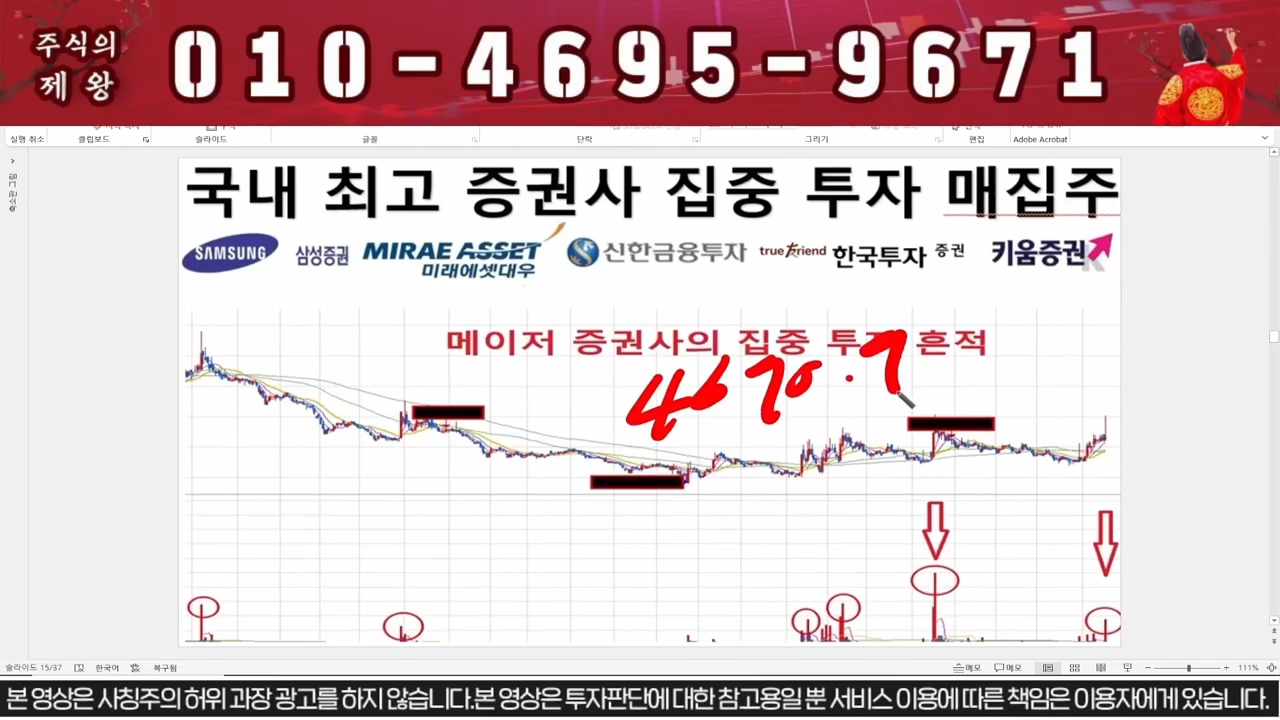 주식의
제왕
010-4695-9671
실행 취소 클립보드 슬라이드 글꼴 단락 그리기 편집 Adobe Acrobat
국내 최고 증권사 집중 투자 매집주
SAMSUNG 삼성증권 MIRAE ASSET 미래에셋대우 신한금융투자 true friend 한국투자 증권 키움증권
메이저 증권사의 집중 투자 흔적
4670.7
슬라이드 15/37 한국어 복구됨 메모 메모 111%
본 영상은 사칭주의 허위 과장 광고를 하지 않습니다.본 영상은 투자판단에 대한 참고용일 뿐 서비스 이용에 따른 책임은 이용자에게 있습니다.